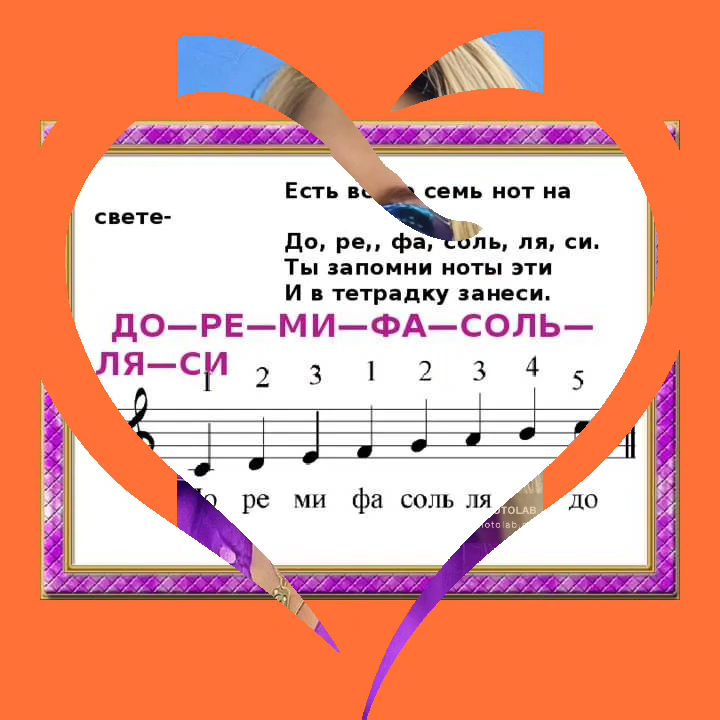 Есть семь нот на
свете-
До, ре,, фа, соль, ля, си.
Ты запомни ноты эти
И в тетрадку занеси.
ДО—РЕ—МИ—ФА—СОЛЬ—
ЛЯ—СИ
1 2 3 1 2 3 4 5
ре ми фа соль ля до